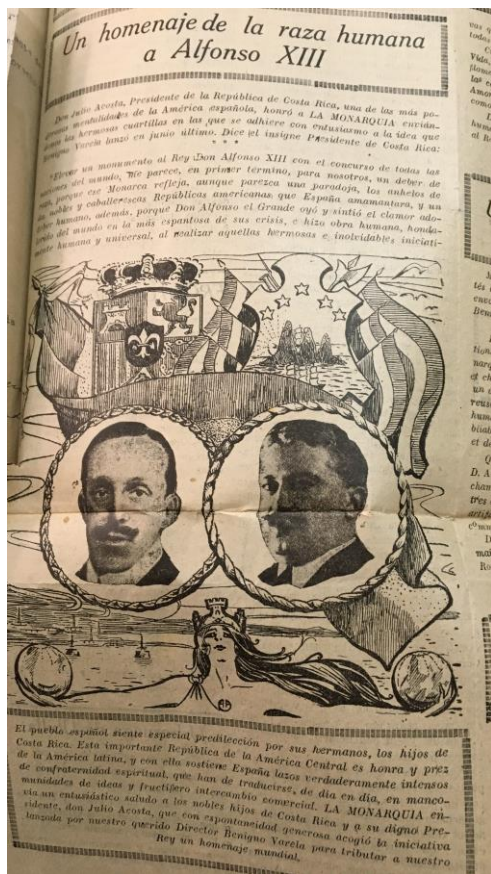 Un homenaje de la raza humana
a Alfonso XIII
Don Julio Acosta, Presidente de la República de Costa Rica, una de las más po-
mentalidades de la América española, honró a LA MONARQUIA envián-
las hermosas cuartillas en las que se adhiere con entusiasmo a la idea que
Benigno Varela lanzó en junio último. Dice el insigne Presidente de Costa Rica:
* * *
un monumento al Rey Don Alfonso XIII con el concurso de todas las
del mundo, me parece, en primer término, para nosotros, un deber de
porque ese Monarca refleja, aunque parezca una paradoja, los anhelos de
nobles y caballerescas Repúblicas americanas que España amamantara, y un
deber humano, además, porque Don Alfonso el Grande oyó y sintió el clamor ado-
del mundo en la más espantosa de sus crisis, e hizo obra humana, honda-
mente humana y universal, al realizar aquellas hermosas e inolvidables iniciati-
El pueblo español siente especial predilección por sus hermanos, los hijos de
Costa Rica. Esta importante República de la América Central es honra y prez
de la América latina, y con ella sostiene España lazos verdaderamente intensos
de confraternidad espiritual, que han de traducirse, de día en día, en manco-
munidades de ideas y fructífero intercambio comercial. LA MONARQUIA en-
vía un entusiástico saludo a los nobles hijos de Costa Rica y a su digno Pre-
sidente, don Julio Acosta, que con espontaneidad generosa acogió la iniciativa
lanzada por nuestro querido Director Benigno Varela para tributar a nuestro
Rey un homenaje mundial.